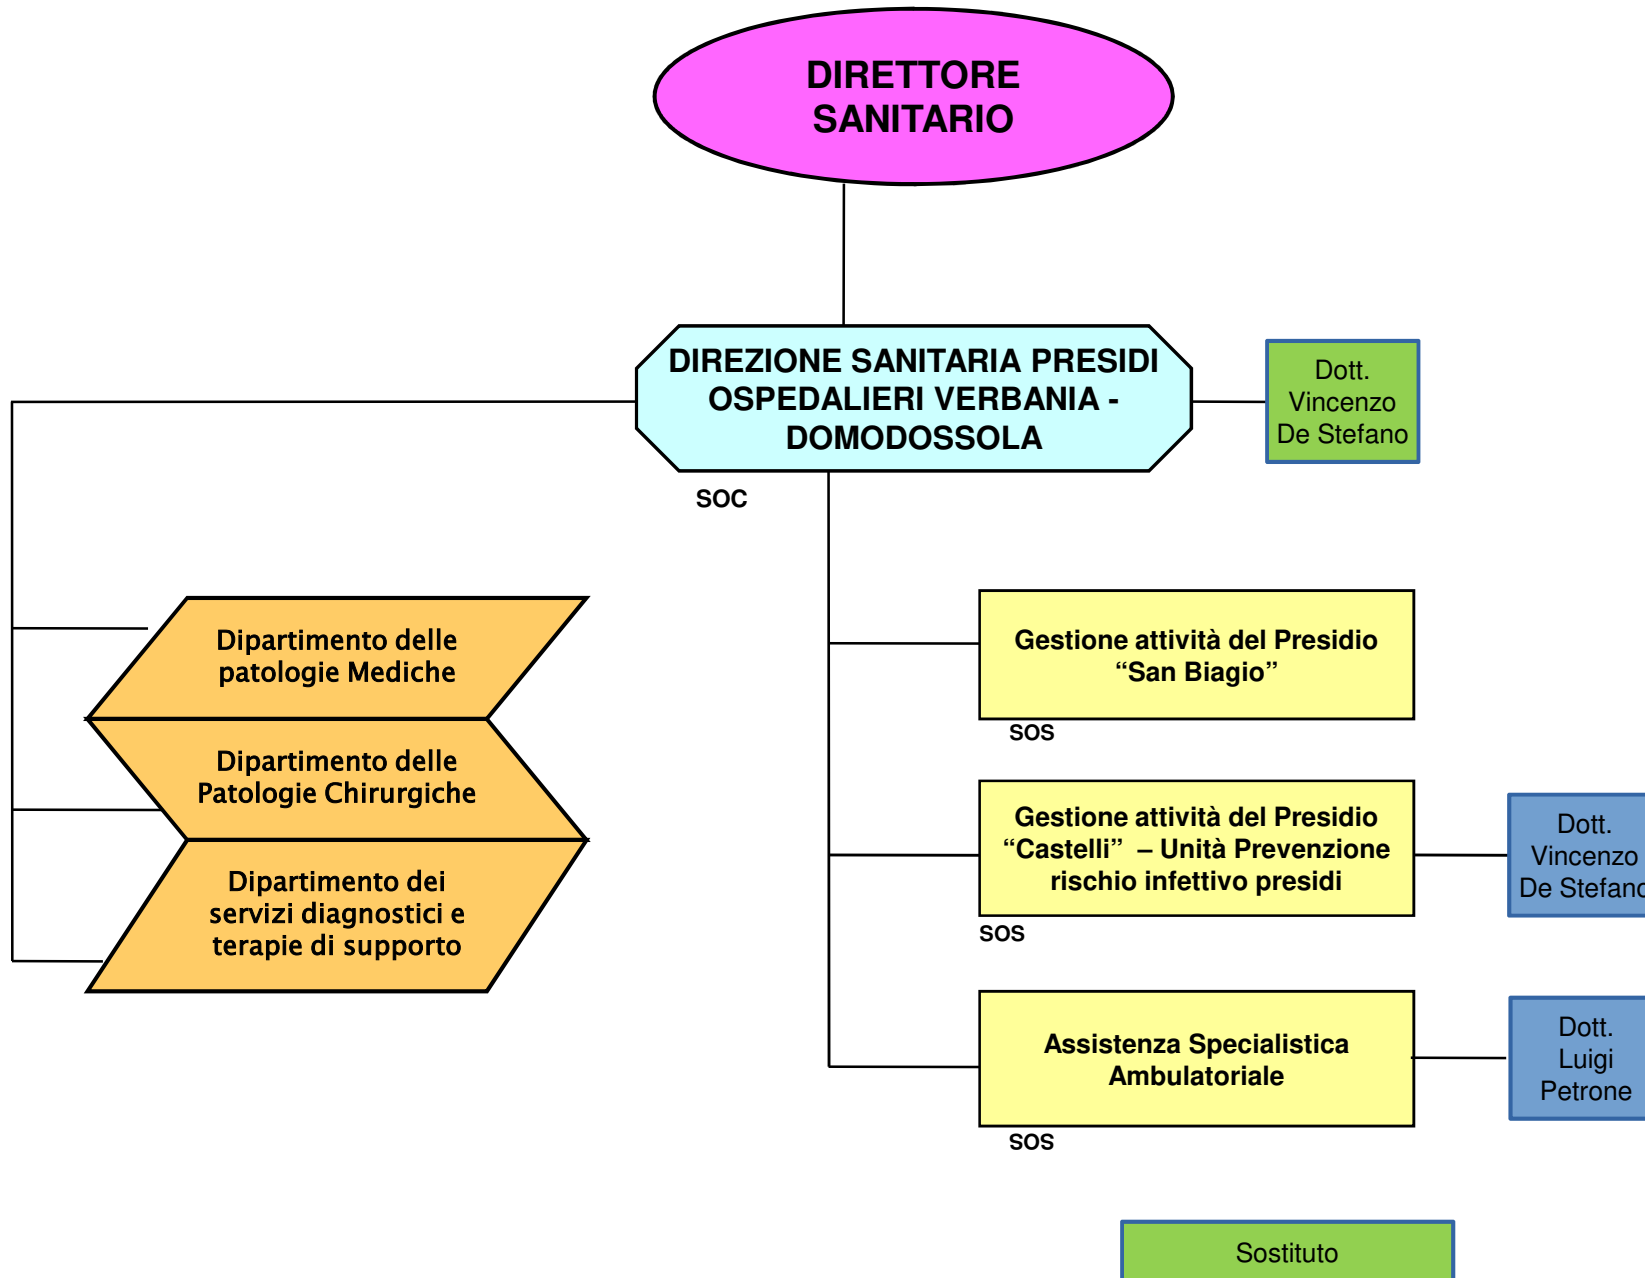 DIRETTORE
SANITARIO
DIREZIONE SANITARIA PRESIDI
OSPEDALIERI VERBANIA -
DOMODOSSOLA
Dott.
Vincenzo
De Stefano
SOC
Dipartimento delle
patologie Mediche
Dipartimento delle
Patologie Chirurgiche
Dipartimento dei
servizi diagnostici e
terapie di supporto
Gestione attività del Presidio
“San Biagio”
SOS
Gestione attività del Presidio
“Castelli” – Unità Prevenzione
rischio infettivo presidi
SOS
Dott.
Vincenzo
De Stefano
Assistenza Specialistica
Ambulatoriale
SOS
Dott.
Luigi
Petrone
Sostituto